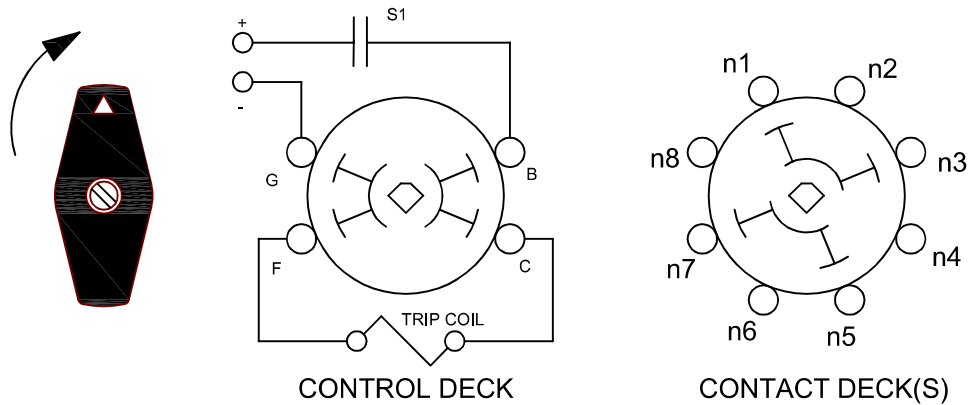 S1
+
-
G
B
F
C
TRIP COIL
CONTROL DECK
n1
n2
n8
n3
n7
n4
n6
n5
CONTACT DECK(S)